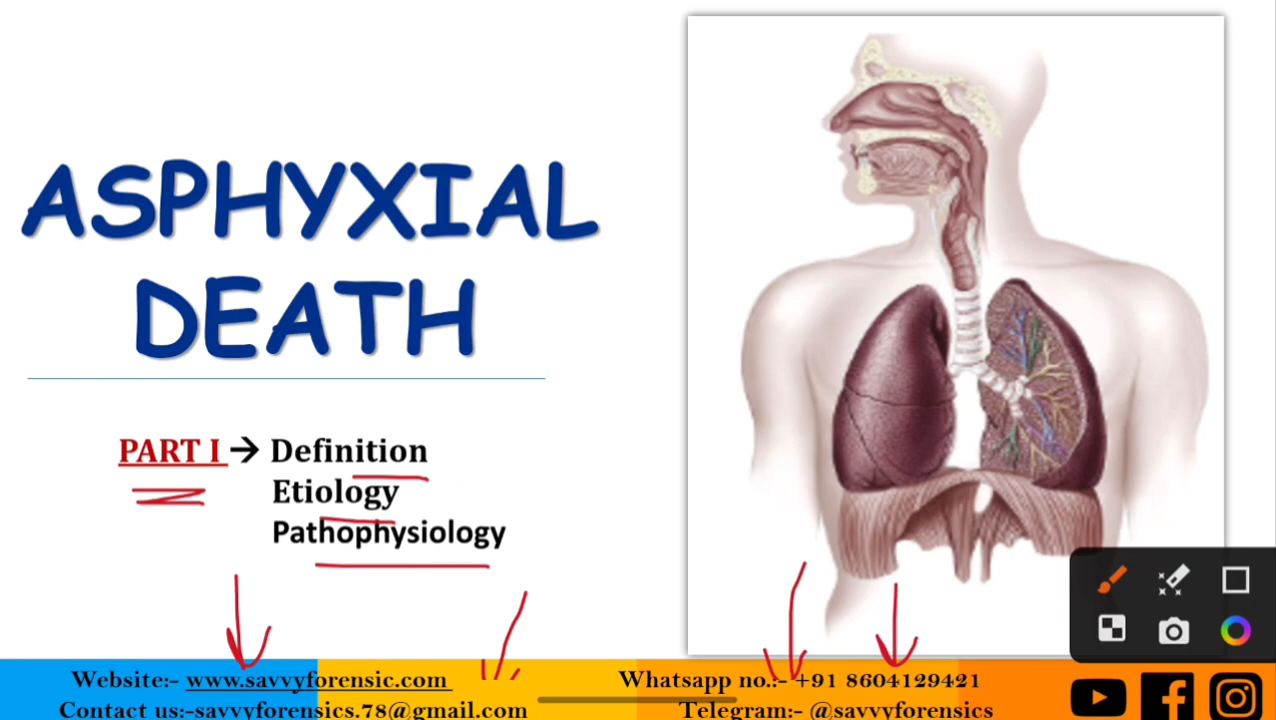 ASPHYXIAL
DEATH
PART I → Definition
Etiology
Pathophysiology
Website:- www.savvyforensic.com
Whatsapp no.:- +91 8604129421
Contact us:-savvyforensics.78@gmail.com
Telegram:- @savvyforensics